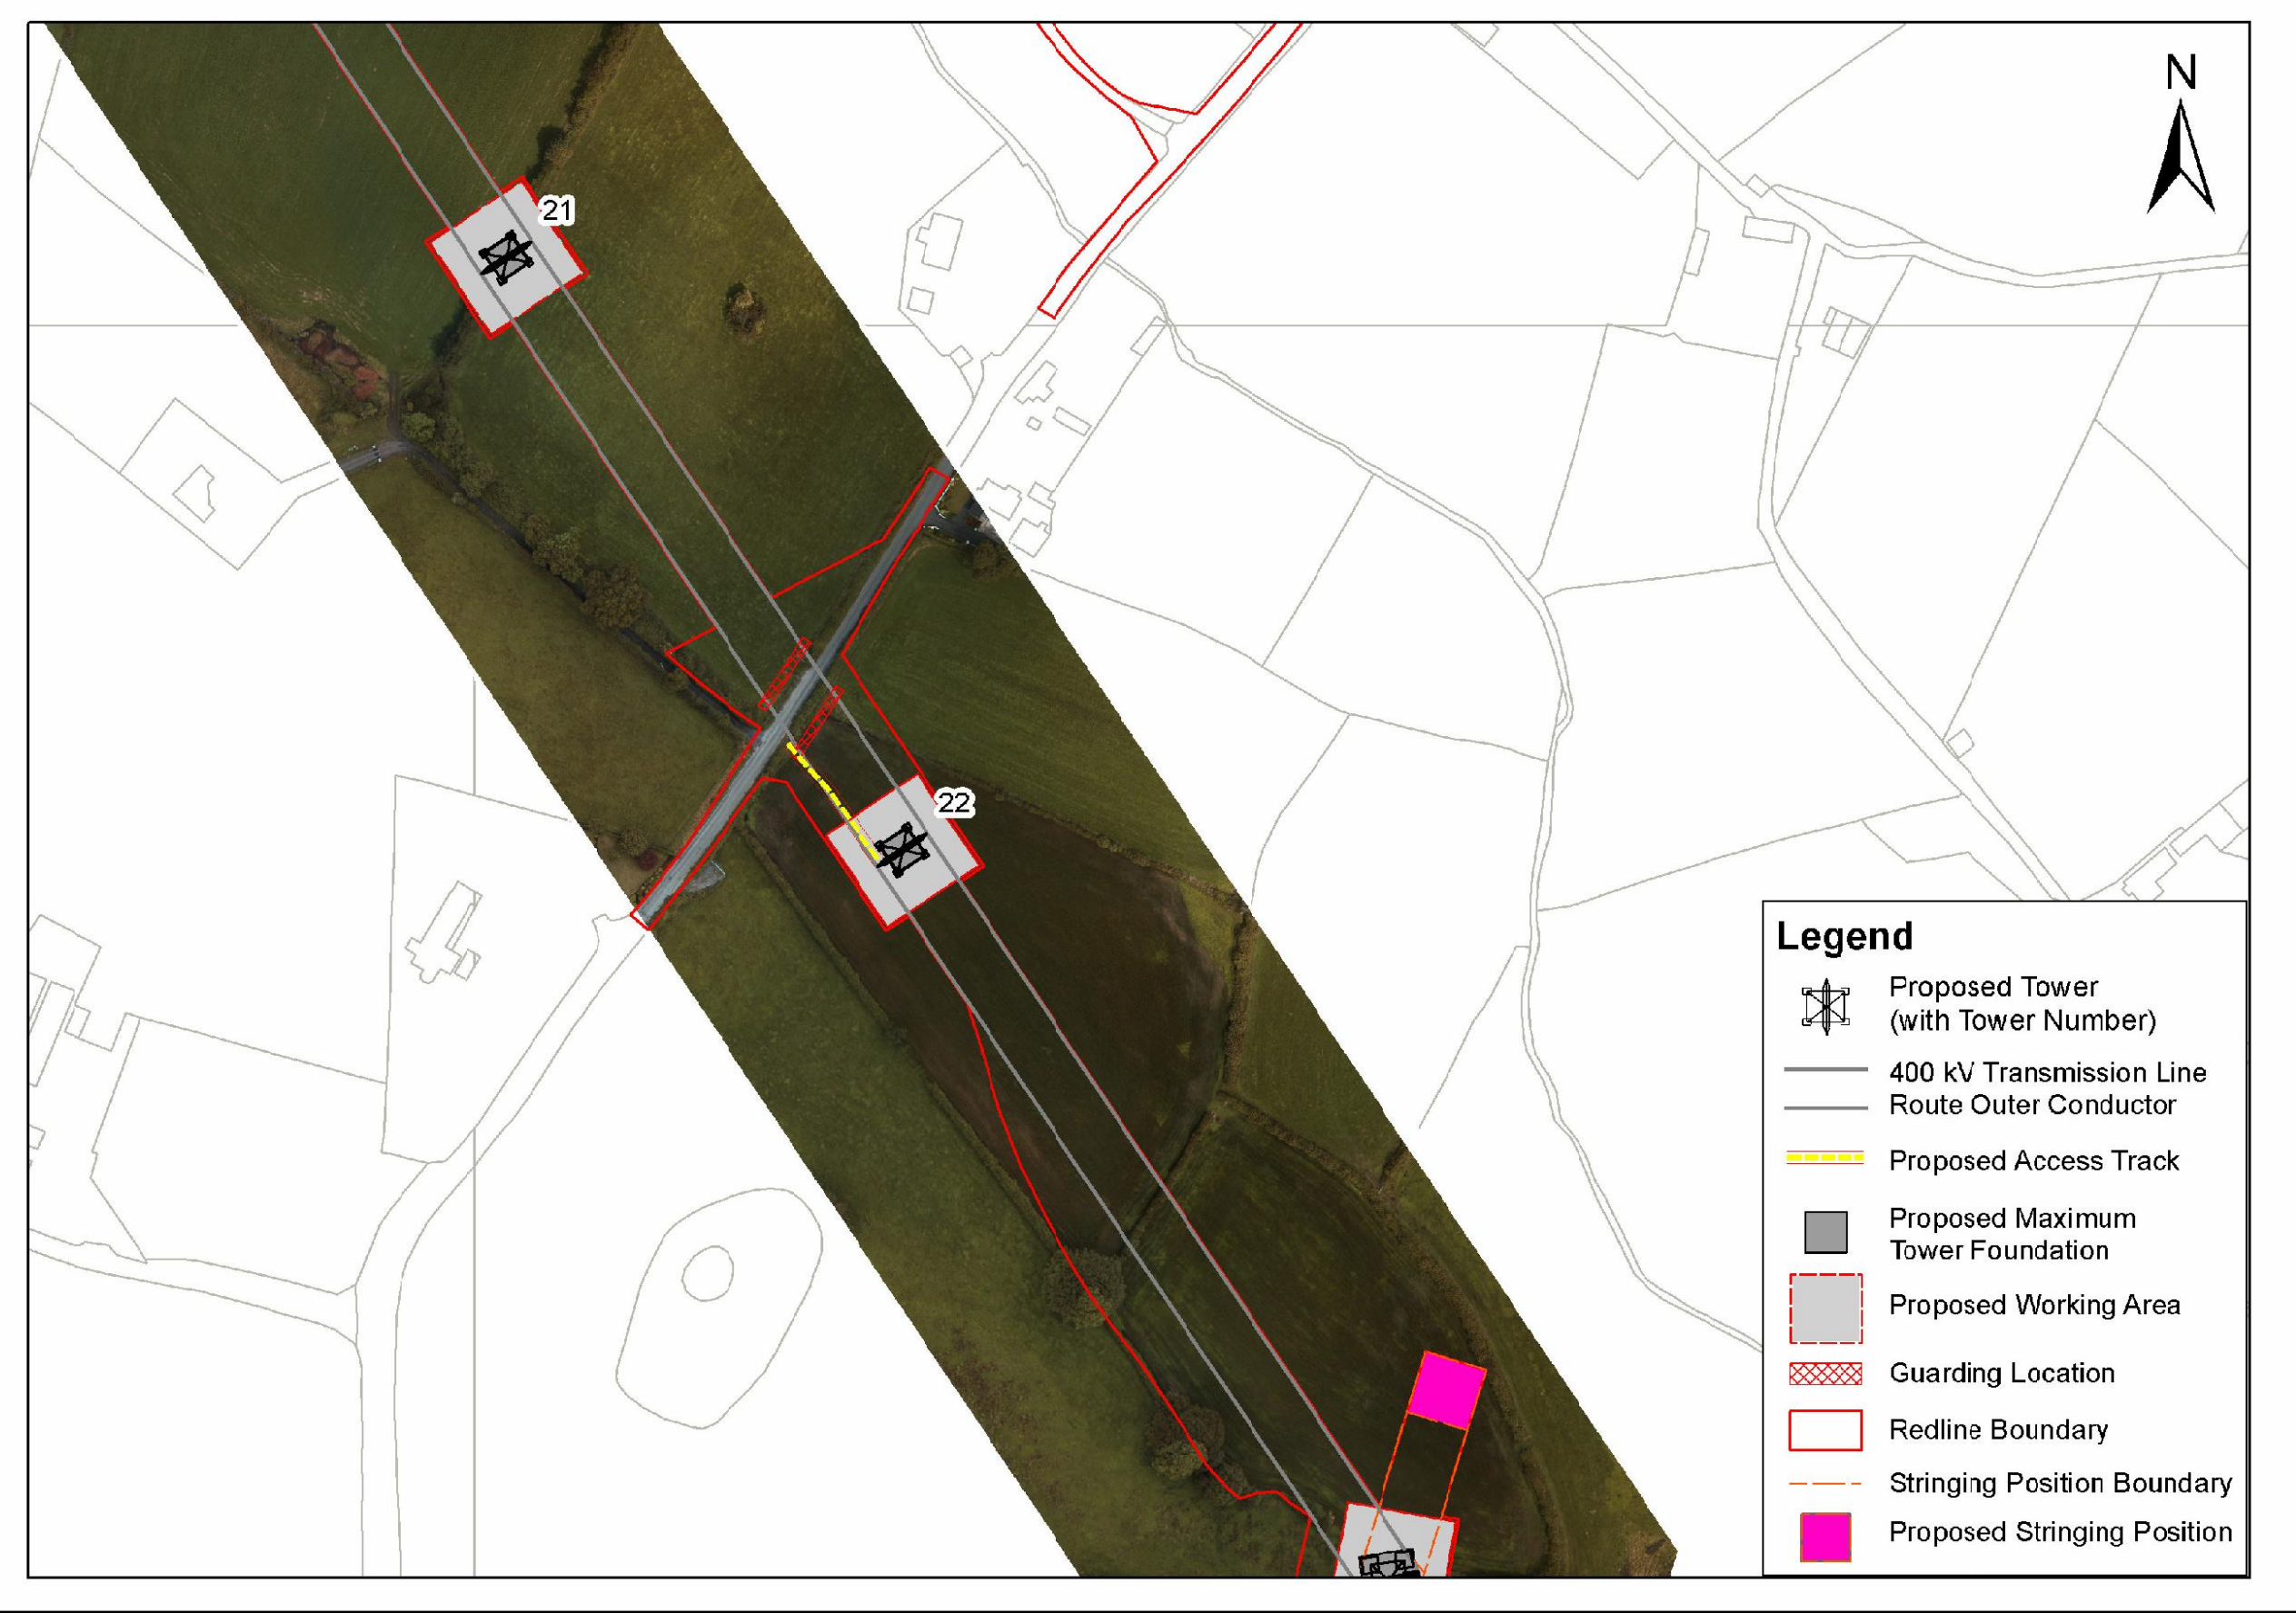 N
21
22
Legend
Proposed Tower
(with Tower Number)
400 kV Transmission Line
Route Outer Conductor
Proposed Access Track
Proposed Maximum
Tower Foundation
Proposed Working Area
Guarding Location
Redline Boundary
Stringing Position Boundary
Proposed Stringing Position